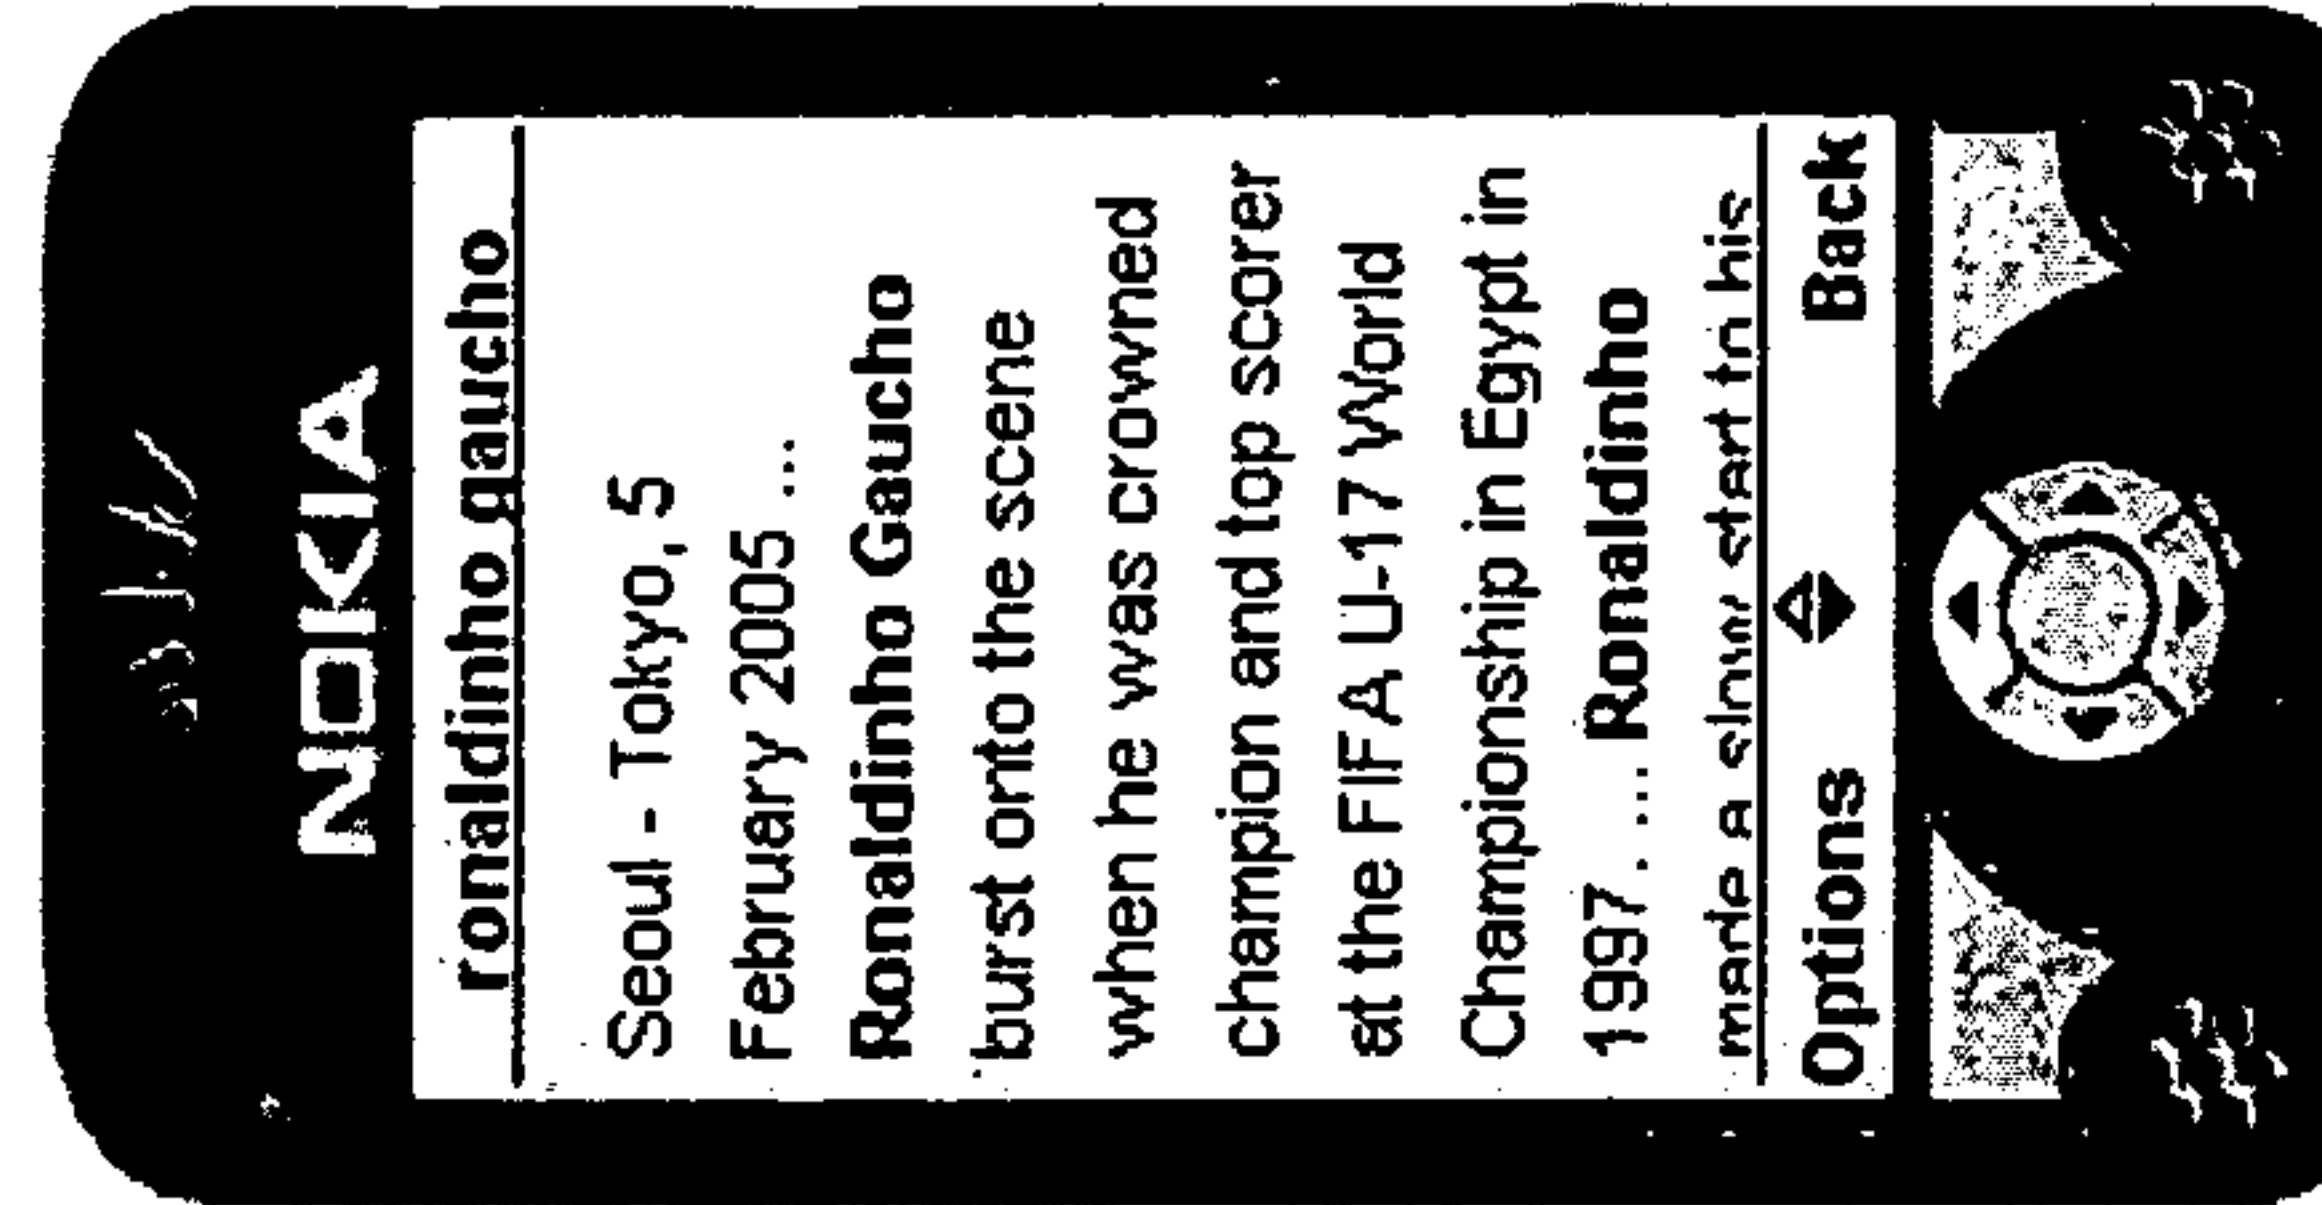 NOKIA
ronaldinho gaucho
Seoul - Tokyo, 5
February 2005 ...
Ronaldinho Gaucho
burst onto the scene
when he was crowned
champion and top scorer
at the FIFA U-17 World
Championship in Egypt in
1997. ... Ronaldinho
made a slow start to his
Options Back